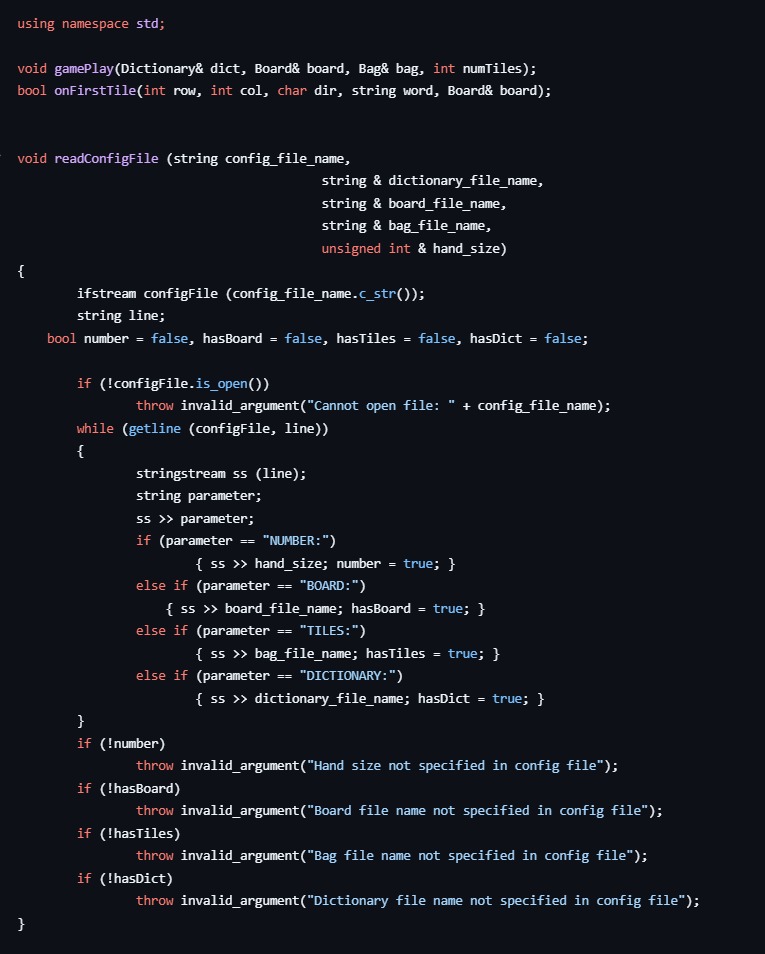 using namespace std;
void gamePlay(Dictionary& dict, Board& board, Bag& bag, int numTiles);
bool onFirstTile(int row, int col, char dir, string word, Board& board);
void readConfigFile (string config_file_name,
string & dictionary_file_name,
string & board_file_name,
string & bag_file_name,
unsigned int & hand_size)
{
ifstream configFile (config_file_name.c_str());
string line;
bool number = false, hasBoard = false, hasTiles = false, hasDict = false;
if (!configFile.is_open())
throw invalid_argument("Cannot open file: " + config_file_name);
while (getline (configFile, line))
{
stringstream ss (line);
string parameter;
ss >> parameter;
if (parameter == "NUMBER:")
{ ss >> hand_size; number = true; }
else if (parameter == "BOARD:")
{ ss >> board_file_name; hasBoard = true; }
else if (parameter == "TILES:")
{ ss >> bag_file_name; hasTiles = true; }
else if (parameter == "DICTIONARY:")
{ ss >> dictionary_file_name; hasDict = true; }
}
if (!number)
throw invalid_argument("Hand size not specified in config file");
if (!hasBoard)
throw invalid_argument("Board file name not specified in config file");
if (!hasTiles)
throw invalid_argument("Bag file name not specified in config file");
if (!hasDict)
throw invalid_argument("Dictionary file name not specified in config file");
}